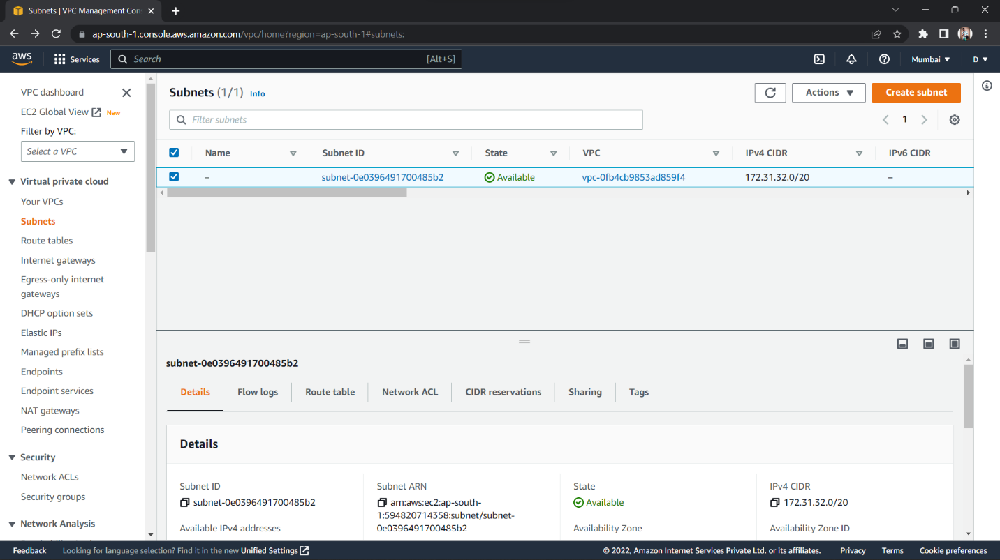 Subnets | VPC Management Con
ap-south-1.console.aws.amazon.com/vpc/home?region=ap-south-1#subnets:
aws
Services
Search
[Alt+S]
Mumbai
D
VPC dashboard
EC2 Global View New
Filter by VPC:
Select a VPC
Virtual private cloud
Your VPCs
Subnets
Route tables
Internet gateways
Egress-only internet
gateways
DHCP option sets
Elastic IPs
Managed prefix lists
Endpoints
Endpoint services
NAT gateways
Peering connections
Security
Network ACLs
Security groups
Network Analysis
Subnets (1/1) Info
Actions
Create subnet
Filter subnets
1
Name Subnet ID State VPC IPv4 CIDR IPv6 CIDR
– subnet-0e0396491700485b2 Available vpc-0fb4cb9853ad859f4 172.31.32.0/20 –
subnet-0e0396491700485b2
Details Flow logs Route table Network ACL CIDR reservations Sharing Tags
Details
Subnet ID
subnet-0e0396491700485b2
Available IPv4 addresses
Subnet ARN
arn:aws:ec2:ap-south-
1:594820714358:subnet/subnet-
0e0396491700485b2
State
Available
Availability Zone
IPv4 CIDR
172.31.32.0/20
Availability Zone ID
Feedback Looking for language selection? Find it in the new Unified Settings © 2022, Amazon Internet Services Private Ltd. or its affiliates. Privacy Terms Cookie preferences